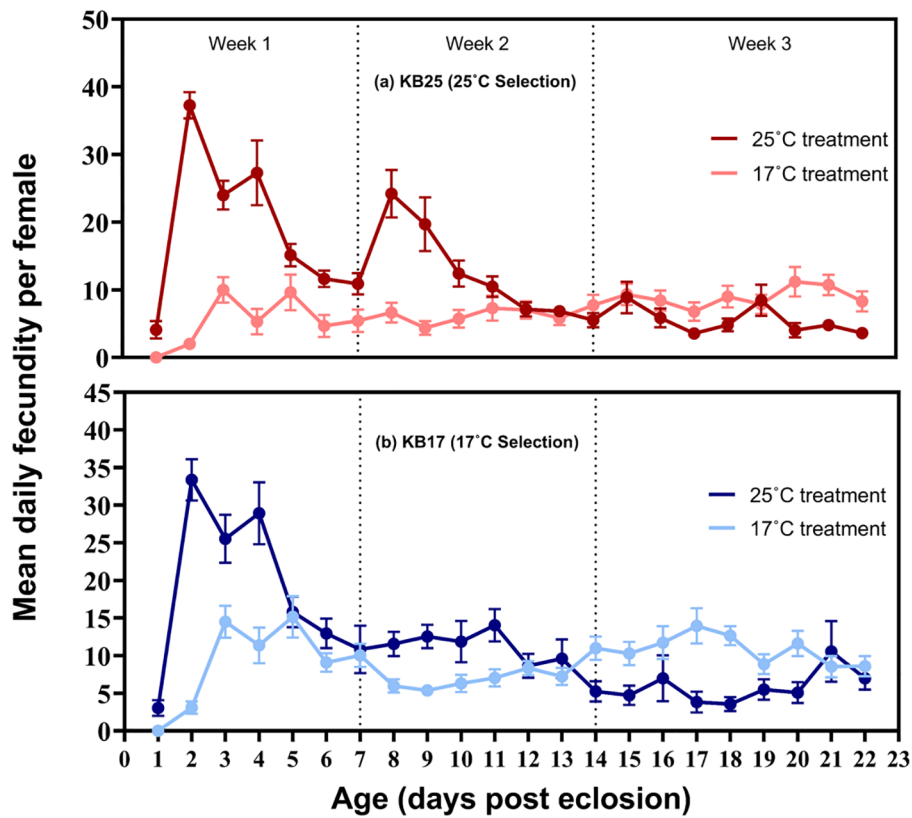 50
Week 1
Week 2
Week 3
(a) KB25 (25˚C Selection)
40
25˚C treatment
30
17˚C treatment
20
10
0
Mean daily fecundity per female
45
40
(b) KB17 (17˚C Selection)
35
25˚C treatment
30
17˚C treatment
25
20
15
10
5
0
0 1 2 3 4 5 6 7 8 9 10 11 12 13 14 15 16 17 18 19 20 21 22 23
Age (days post eclosion)